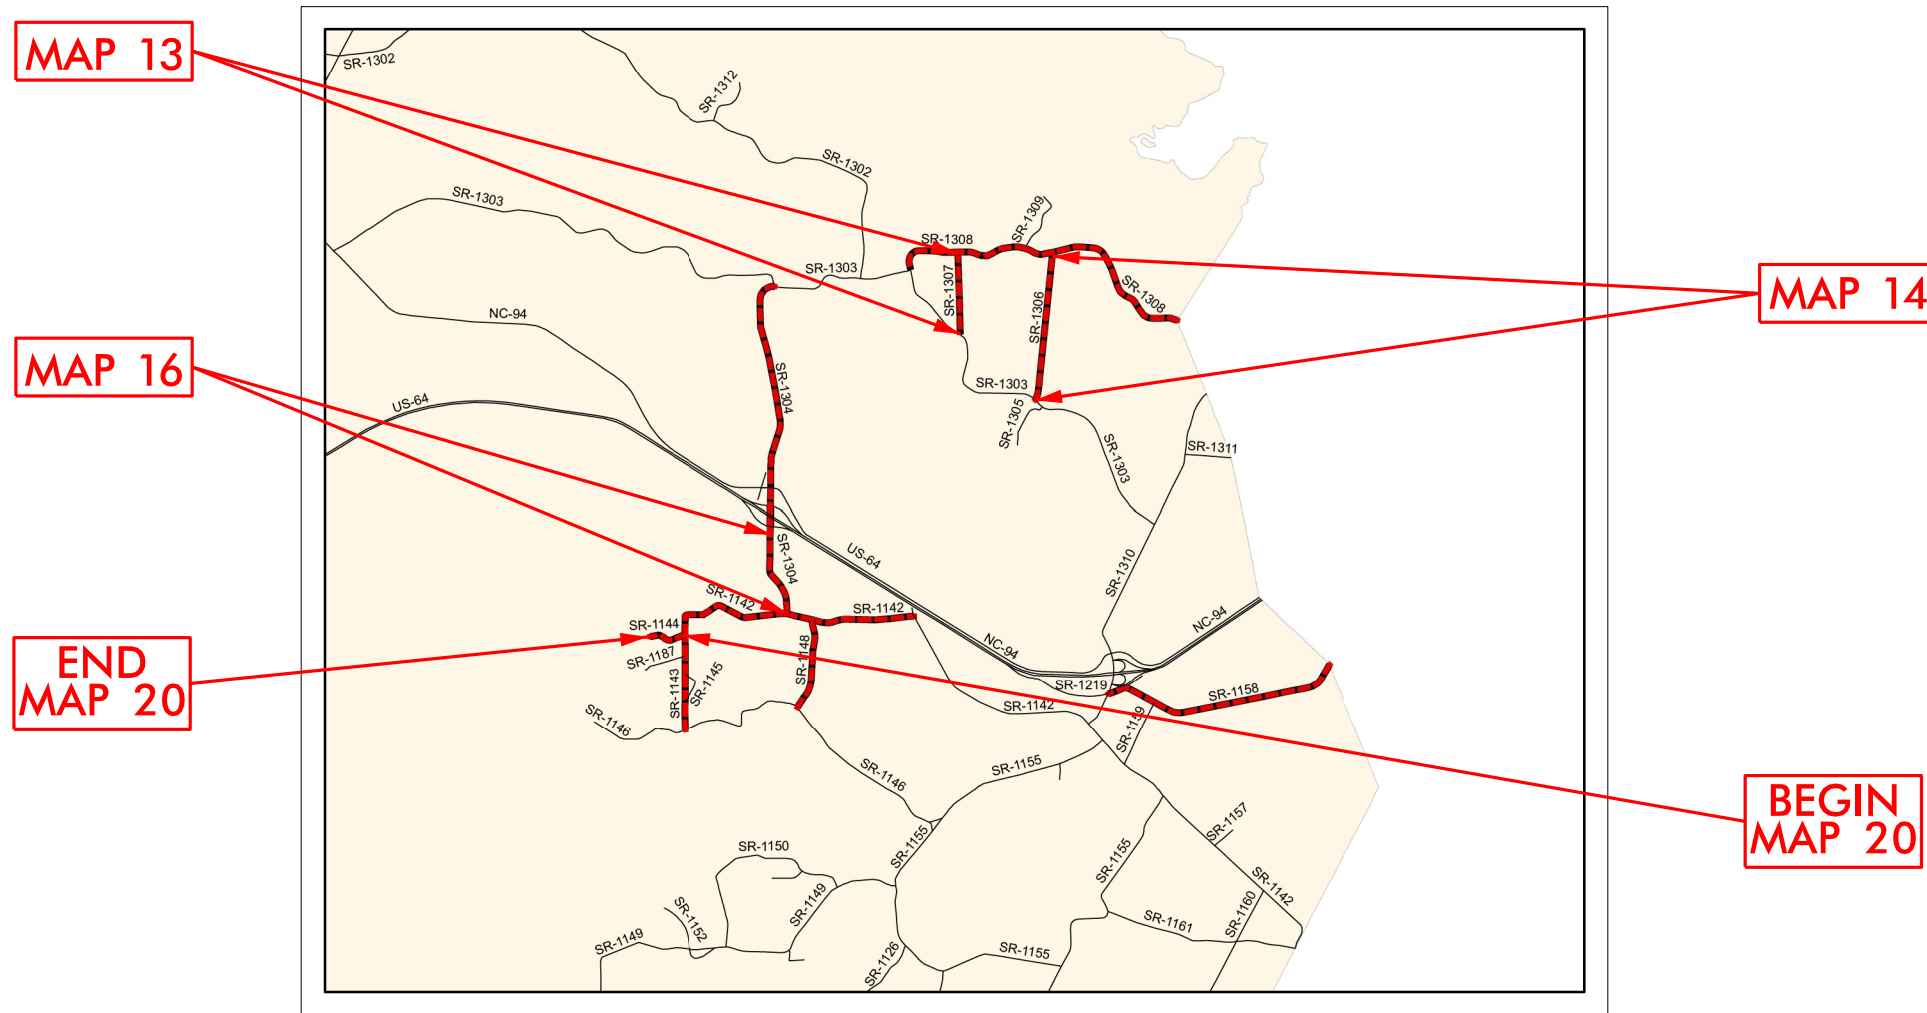 MAP 13
SR-1302
SR-1312
SR-1302
SR-1303
SR-1309
SR-1308
SR-1303
SR-1307
SR-1306
SR-1308
MAP 14
NC-94
MAP 16
SR-1304
SR-1303
US-64
SR-1305
SR-1303
SR-1311
SR-1304
US-64
SR-1310
SR-1142
SR-1142
NC-94
SR-1144
NC-94
SR-1148
END
MAP 20
SR-1187
SR-1145
SR-1143
SR-1219
SR-1158
SR-1142
SR-1146
SR-1159
SR-1155
SR-1146
BEGIN
MAP 20
SR-1157
SR-1155
SR-1150
SR-1155
SR-1142
SR-1149
SR-1160
SR-1152
SR-1161
SR-1149
SR-1155
SR-1126